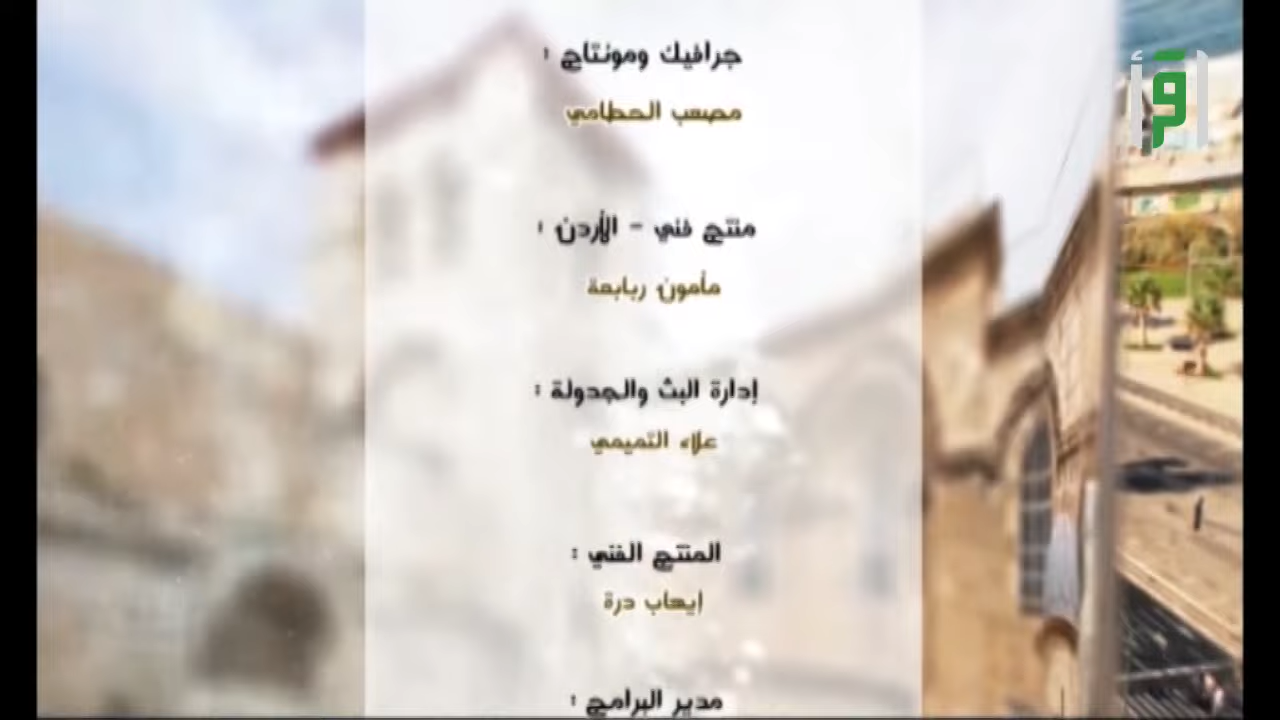 اقرأ
جرافيك ومونتاج :
مصعب الحطامي
منتج فني - الأردن :
مأمون ربابعة
إدارة البث والجدولة :
علاء التميمي
المنتج الفني :
إيهاب درة
مدير البرامج :